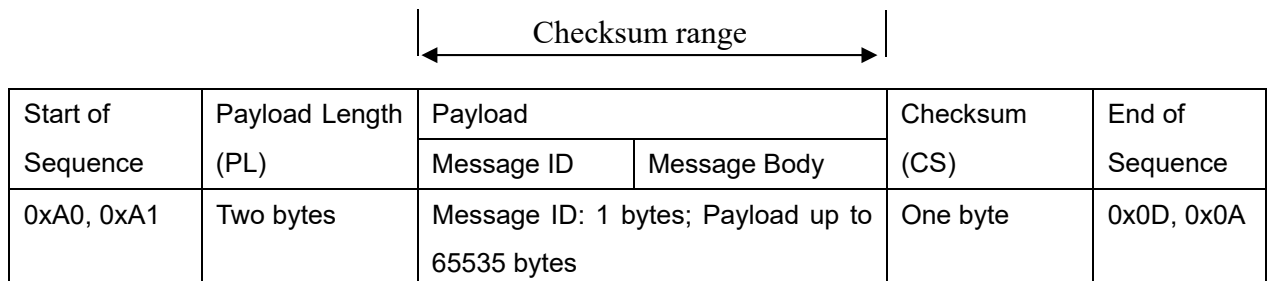 Checksum range
Start of Sequence
Payload Length (PL)
Payload
Checksum (CS)
End of Sequence
Message ID
Message Body
0xA0, 0xA1
Two bytes
Message ID: 1 bytes; Payload up to
65535 bytes
One byte
0x0D, 0x0A